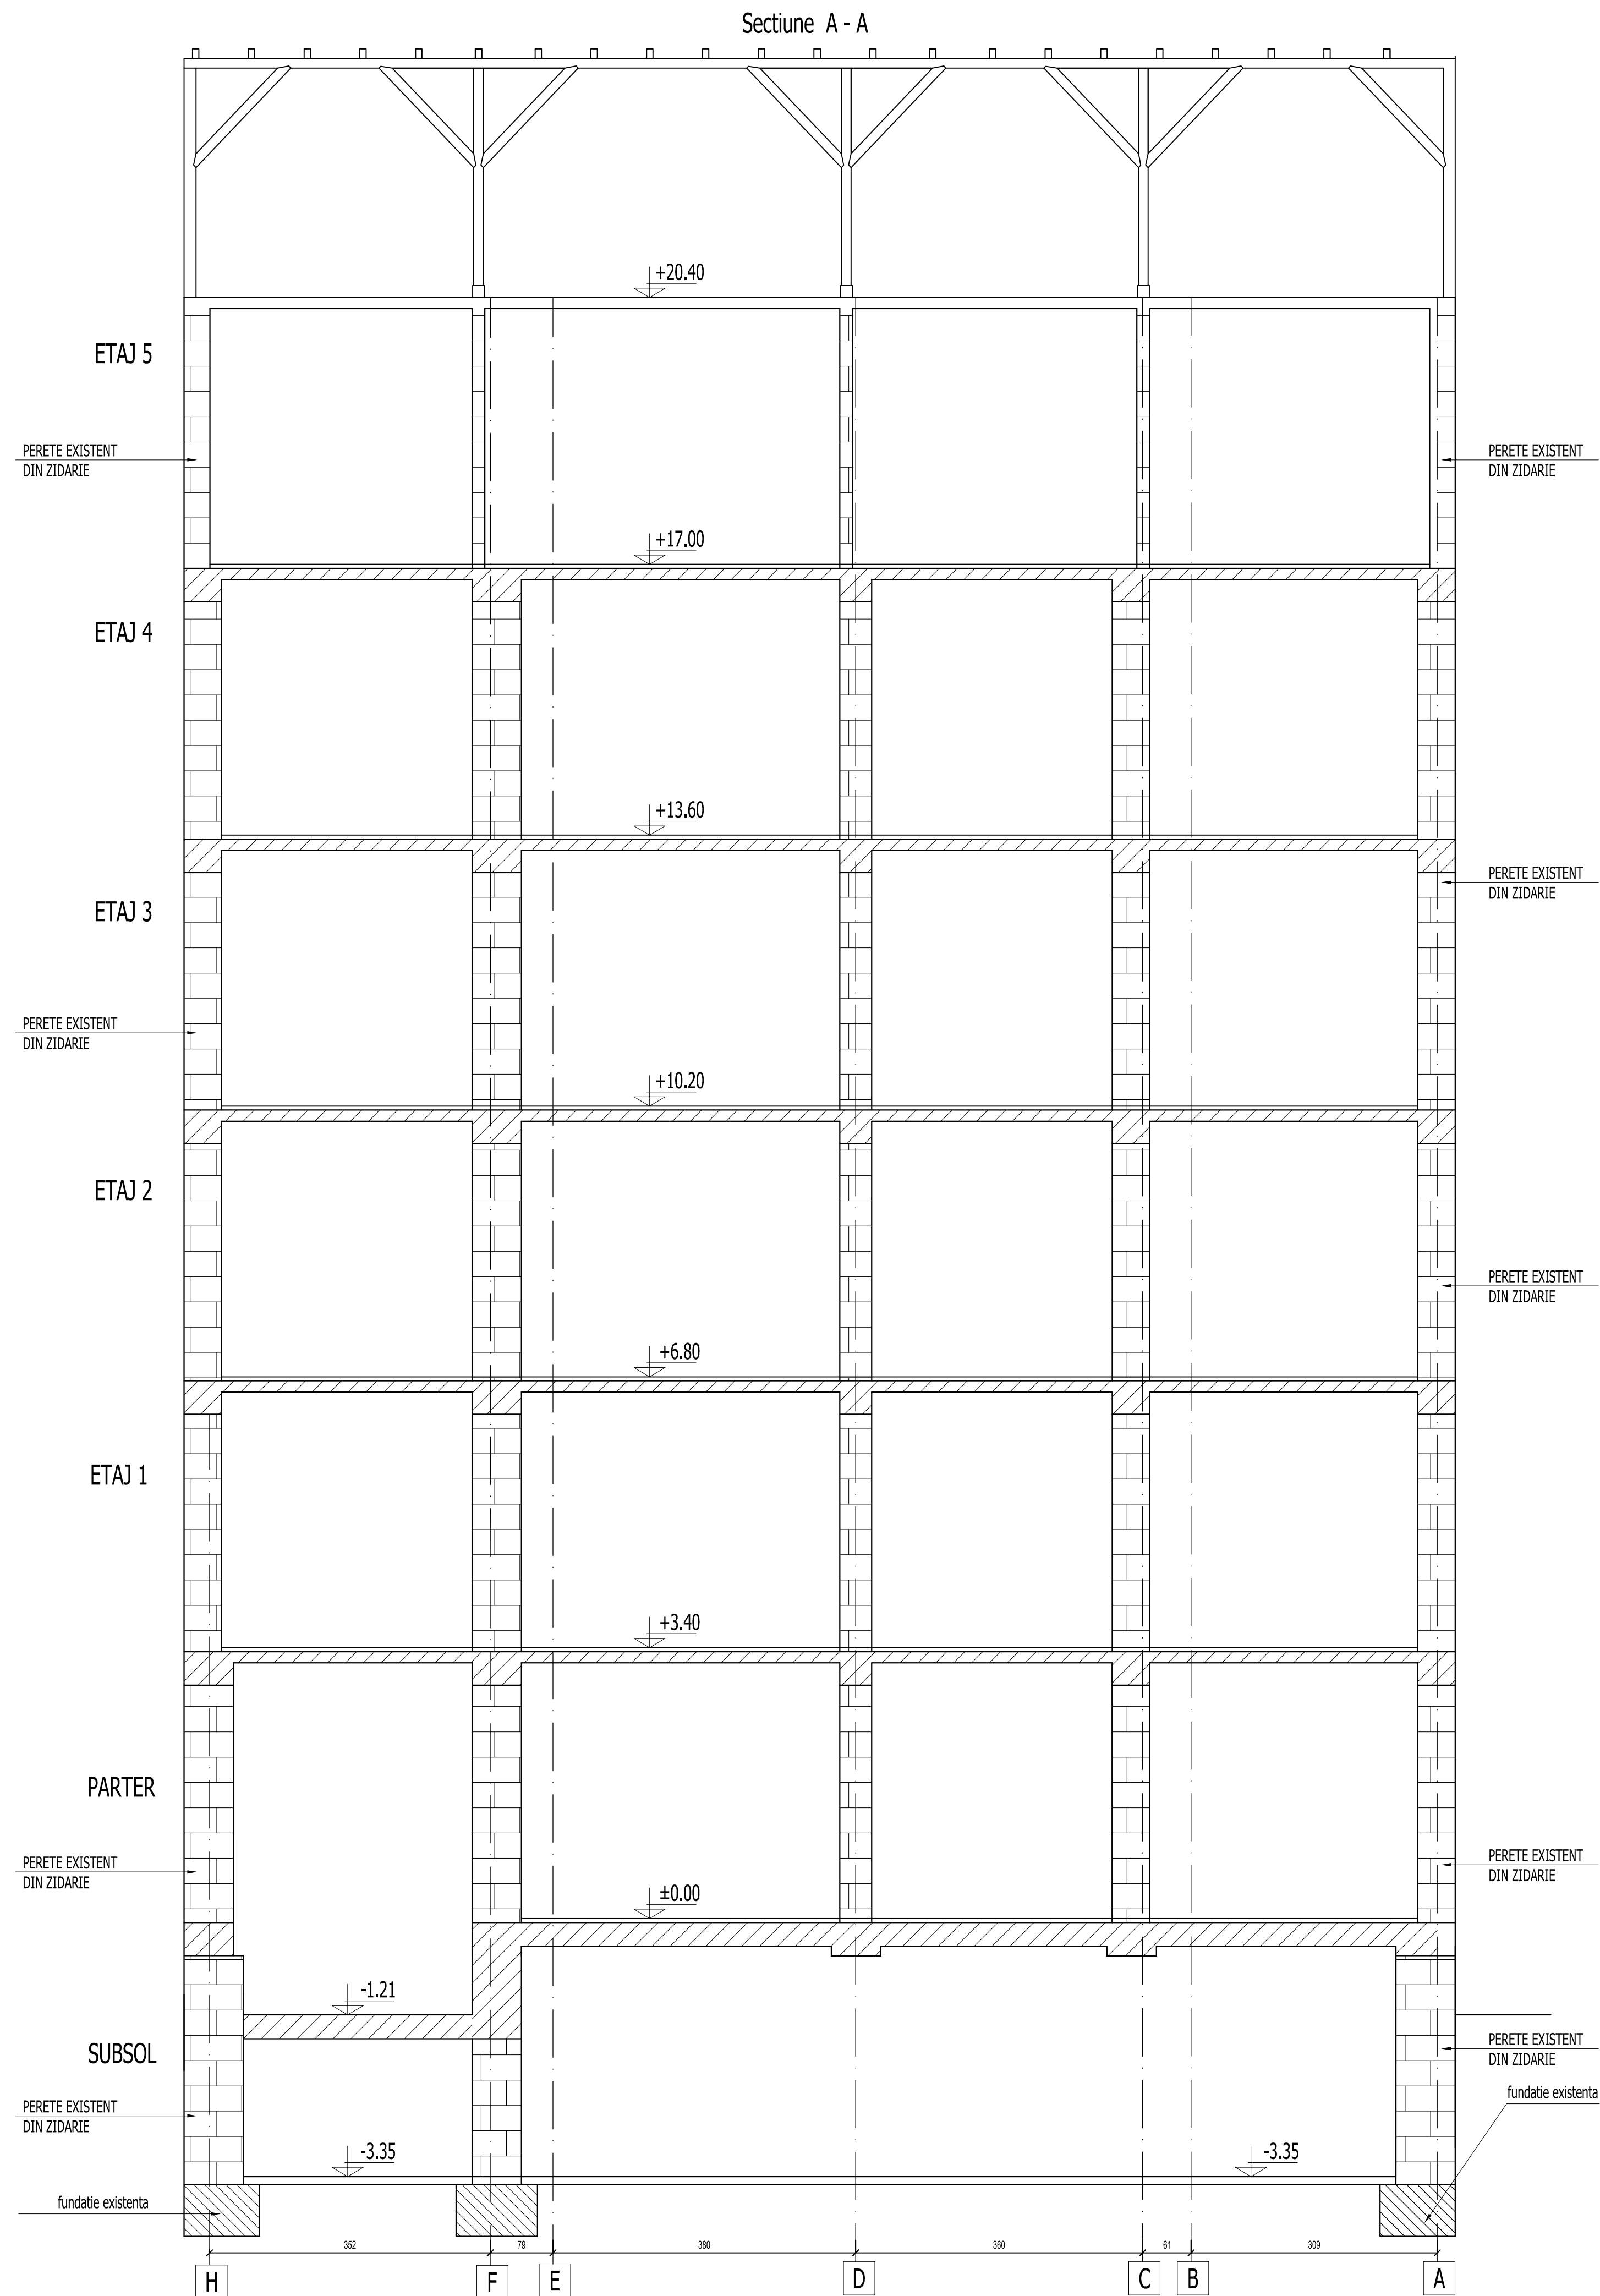 Sectiune A - A
+20.40
ETAJ 5
PERETE EXISTENT
DIN ZIDARIE
PERETE EXISTENT
DIN ZIDARIE
+17.00
ETAJ 4
+13.60
PERETE EXISTENT
DIN ZIDARIE
ETAJ 3
PERETE EXISTENT
DIN ZIDARIE
+10.20
ETAJ 2
PERETE EXISTENT
DIN ZIDARIE
+6.80
ETAJ 1
+3.40
PARTER
PERETE EXISTENT
DIN ZIDARIE
PERETE EXISTENT
DIN ZIDARIE
±0.00
-1.21
SUBSOL
PERETE EXISTENT
DIN ZIDARIE
fundatie existenta
PERETE EXISTENT
DIN ZIDARIE
-3.35
-3.35
fundatie existenta
352 79 380 360 61 309
H F E D C B A